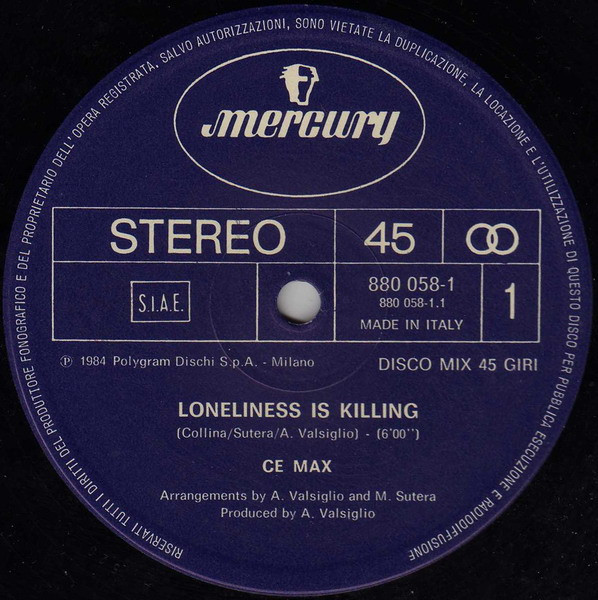 RISERVATI TUTTI I DIRITTI DEL PRODUTTORE FONOGRAFICO E DEL PROPRIETARIO DELL'OPERA REGISTRATA, SALVO AUTORIZZAZIONI, SONO VIETATE LA DUPLICAZIONE, LA LOCAZIONE E L'UTILIZZAZIONE DI QUESTO DISCO PER PUBBLICA ESECUZIONE E RADIODIFFUSIONE
mercury
STEREO 45
S.I.A.E. 880 058-1 1
880 058-1.1
MADE IN ITALY
℗ 1984 Polygram Dischi S.p.A. - Milano DISCO MIX 45 GIRI
LONELINESS IS KILLING
(Collina/Sutera/A. Valsiglio) - (6'00'')
CE MAX
Arrangements by A. Valsiglio and M. Sutera
Produced by A. Valsiglio